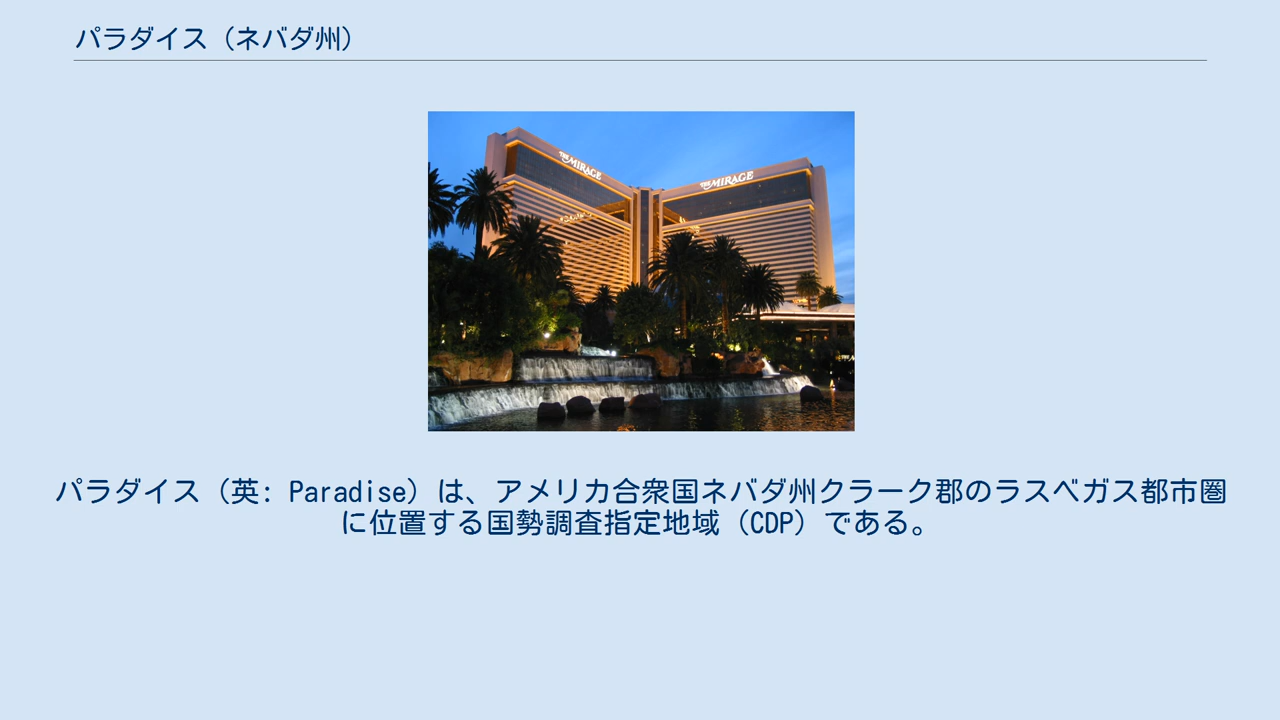 パラダイス（ネバダ州）
THE MIRAGE
THE MIRAGE
パラダイス（英: Paradise）は、アメリカ合衆国ネバダ州クラーク郡のラスベガス都市圏
に位置する国勢調査指定地域（CDP）である。